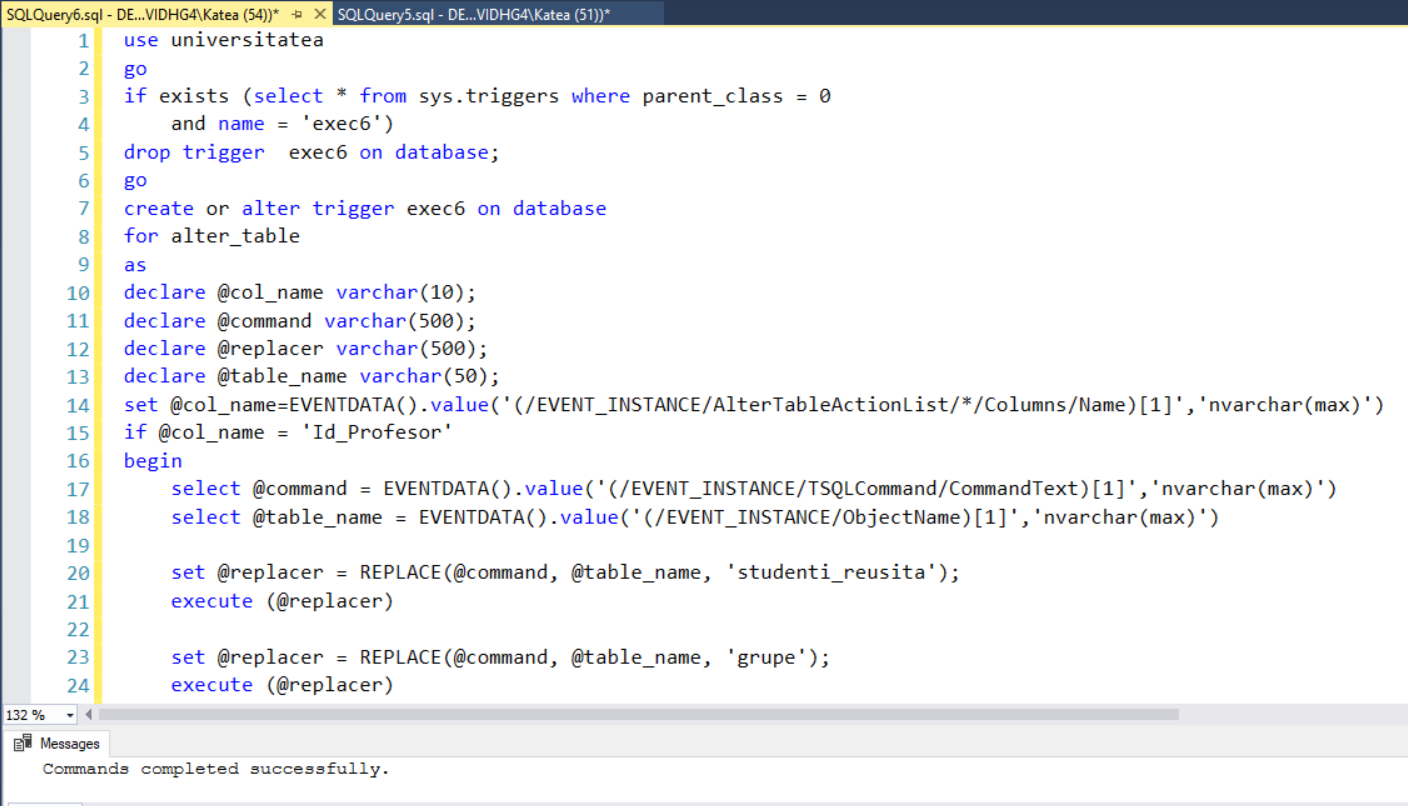 SQLQuery6.sql - DE...VIDHG4\Katea (54))* SQLQuery5.sql - DE...VIDHG4\Katea (51))*
1 use universitatea
2 go
3 if exists (select * from sys.triggers where parent_class = 0
4     and name = 'exec6')
5 drop trigger  exec6 on database;
6 go
7 create or alter trigger exec6 on database
8 for alter_table
9 as
10 declare @col_name varchar(10);
11 declare @command varchar(500);
12 declare @replacer varchar(500);
13 declare @table_name varchar(50);
14 set @col_name=EVENTDATA().value('(/EVENT_INSTANCE/AlterTableActionList/*/Columns/Name)[1]','nvarchar(max)')
15 if @col_name = 'Id_Profesor'
16 begin
17     select @command = EVENTDATA().value('(/EVENT_INSTANCE/TSQLCommand/CommandText)[1]','nvarchar(max)')
18     select @table_name = EVENTDATA().value('(/EVENT_INSTANCE/ObjectName)[1]','nvarchar(max)')
19
20     set @replacer = REPLACE(@command, @table_name, 'studenti_reusita');
21     execute (@replacer)
22
23     set @replacer = REPLACE(@command, @table_name, 'grupe');
24     execute (@replacer)
132 %
Messages
Commands completed successfully.